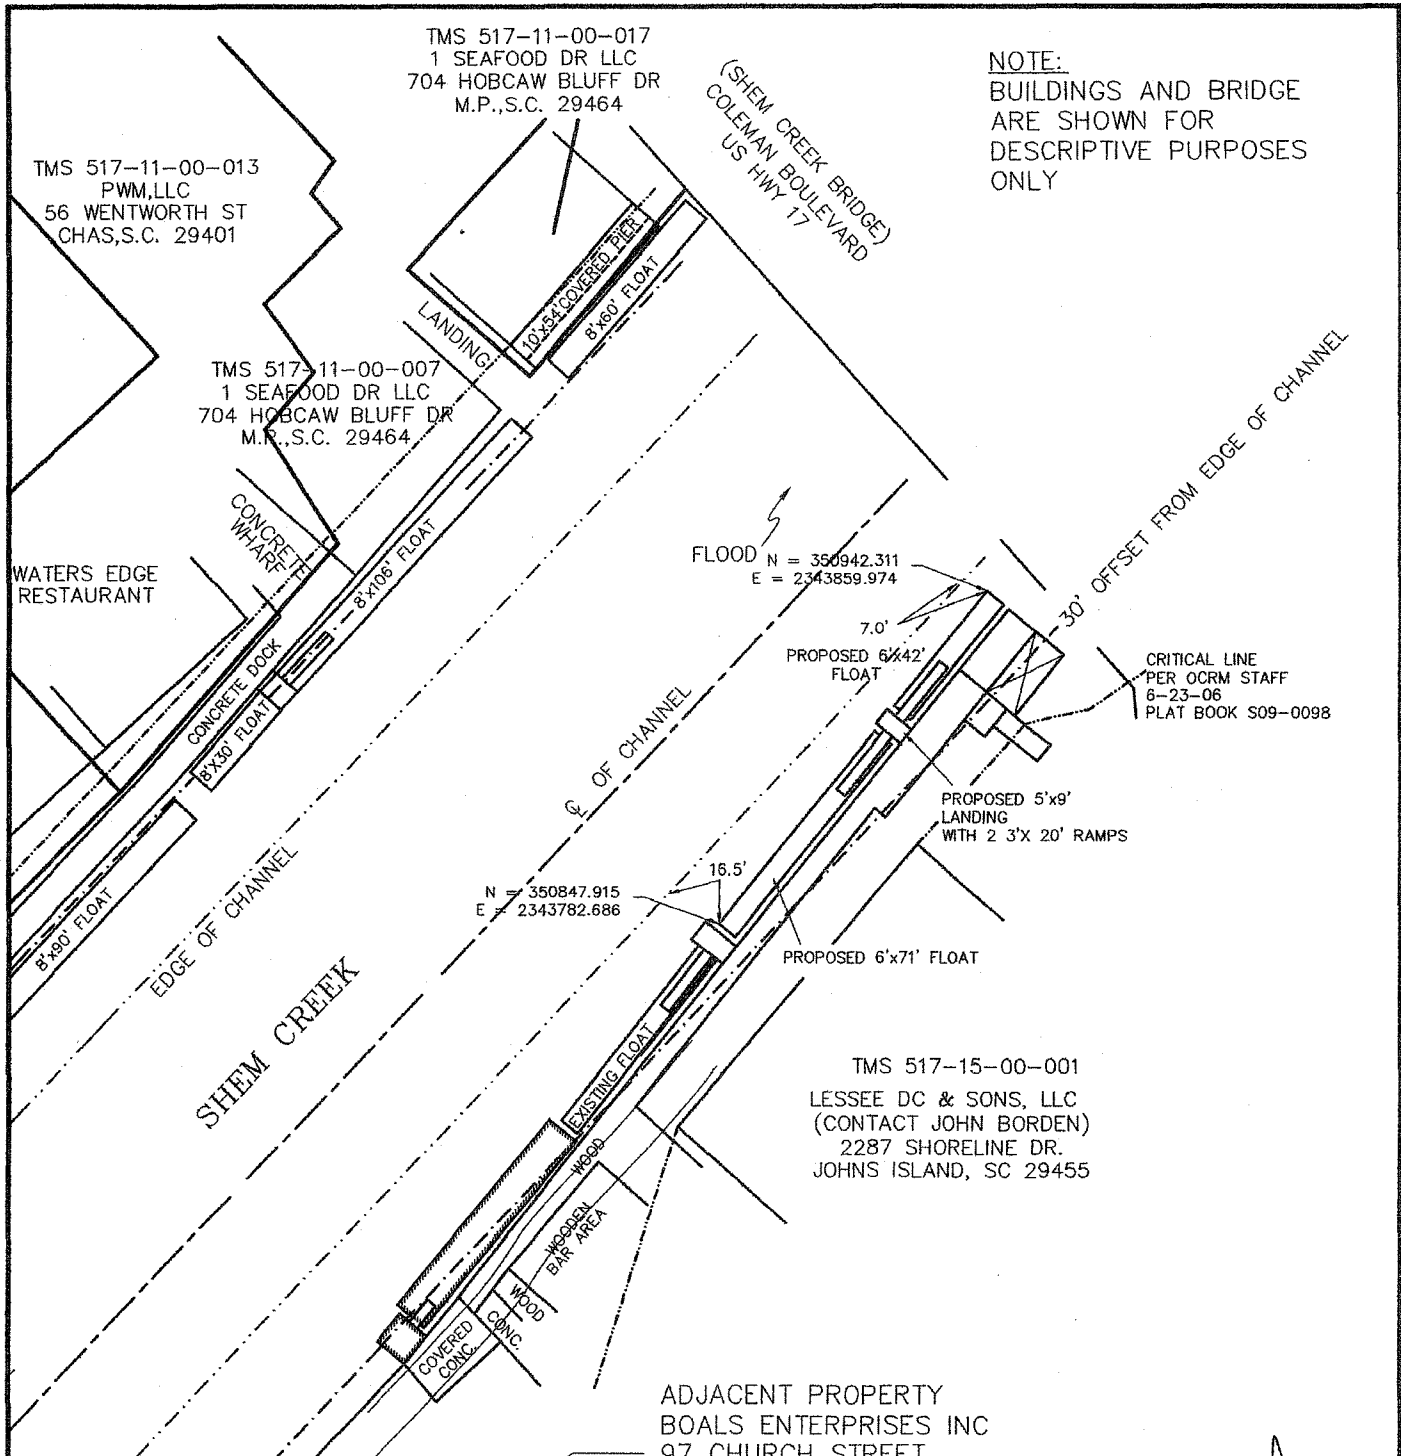 TMS 517-11-00-017
1 SEAFOOD DR LLC
704 HOBCAW BLUFF DR
M.P.,S.C. 29464
(SHEM CREEK BRIDGE)
COLEMAN BOULEVARD
US HWY 17
NOTE:
BUILDINGS AND BRIDGE
ARE SHOWN FOR
DESCRIPTIVE PURPOSES
ONLY
TMS 517-11-00-013
PWM,LLC
56 WENTWORTH ST
CHAS,S.C. 29401
10'x54'COVERED PIER
8'x60' FLOAT
LANDING
TMS 517-11-00-007
1 SEAFOOD DR LLC
704 HOBCAW BLUFF DR
M.P.,S.C. 29464
CONCRETE
WHARF
8'x106' FLOAT
WATERS EDGE
RESTAURANT
CONCRETE DOCK
8'X30' FLOAT
8'x90' FLOAT
EDGE OF CHANNEL
SHEM CREEK
℄ OF CHANNEL
FLOOD
N = 350942.311
E = 2343859.974
7.0'
PROPOSED 6'X42'
FLOAT
30' OFFSET FROM EDGE OF CHANNEL
CRITICAL LINE
PER OCRM STAFF
6-23-06
PLAT BOOK S09-0098
PROPOSED 5'x9'
LANDING
WITH 2 3'X 20' RAMPS
16.5'
N = 350847.915
E = 2343782.686
PROPOSED 6'x71' FLOAT
EXISTING FLOAT
TMS 517-15-00-001
LESSEE DC & SONS, LLC
(CONTACT JOHN BORDEN)
2287 SHORELINE DR.
JOHNS ISLAND, SC 29455
WOOD
WOODEN
BAR AREA
WOOD
CONC.
COVERED
CONC.
ADJACENT PROPERTY
BOALS ENTERPRISES INC
97 CHURCH STREET